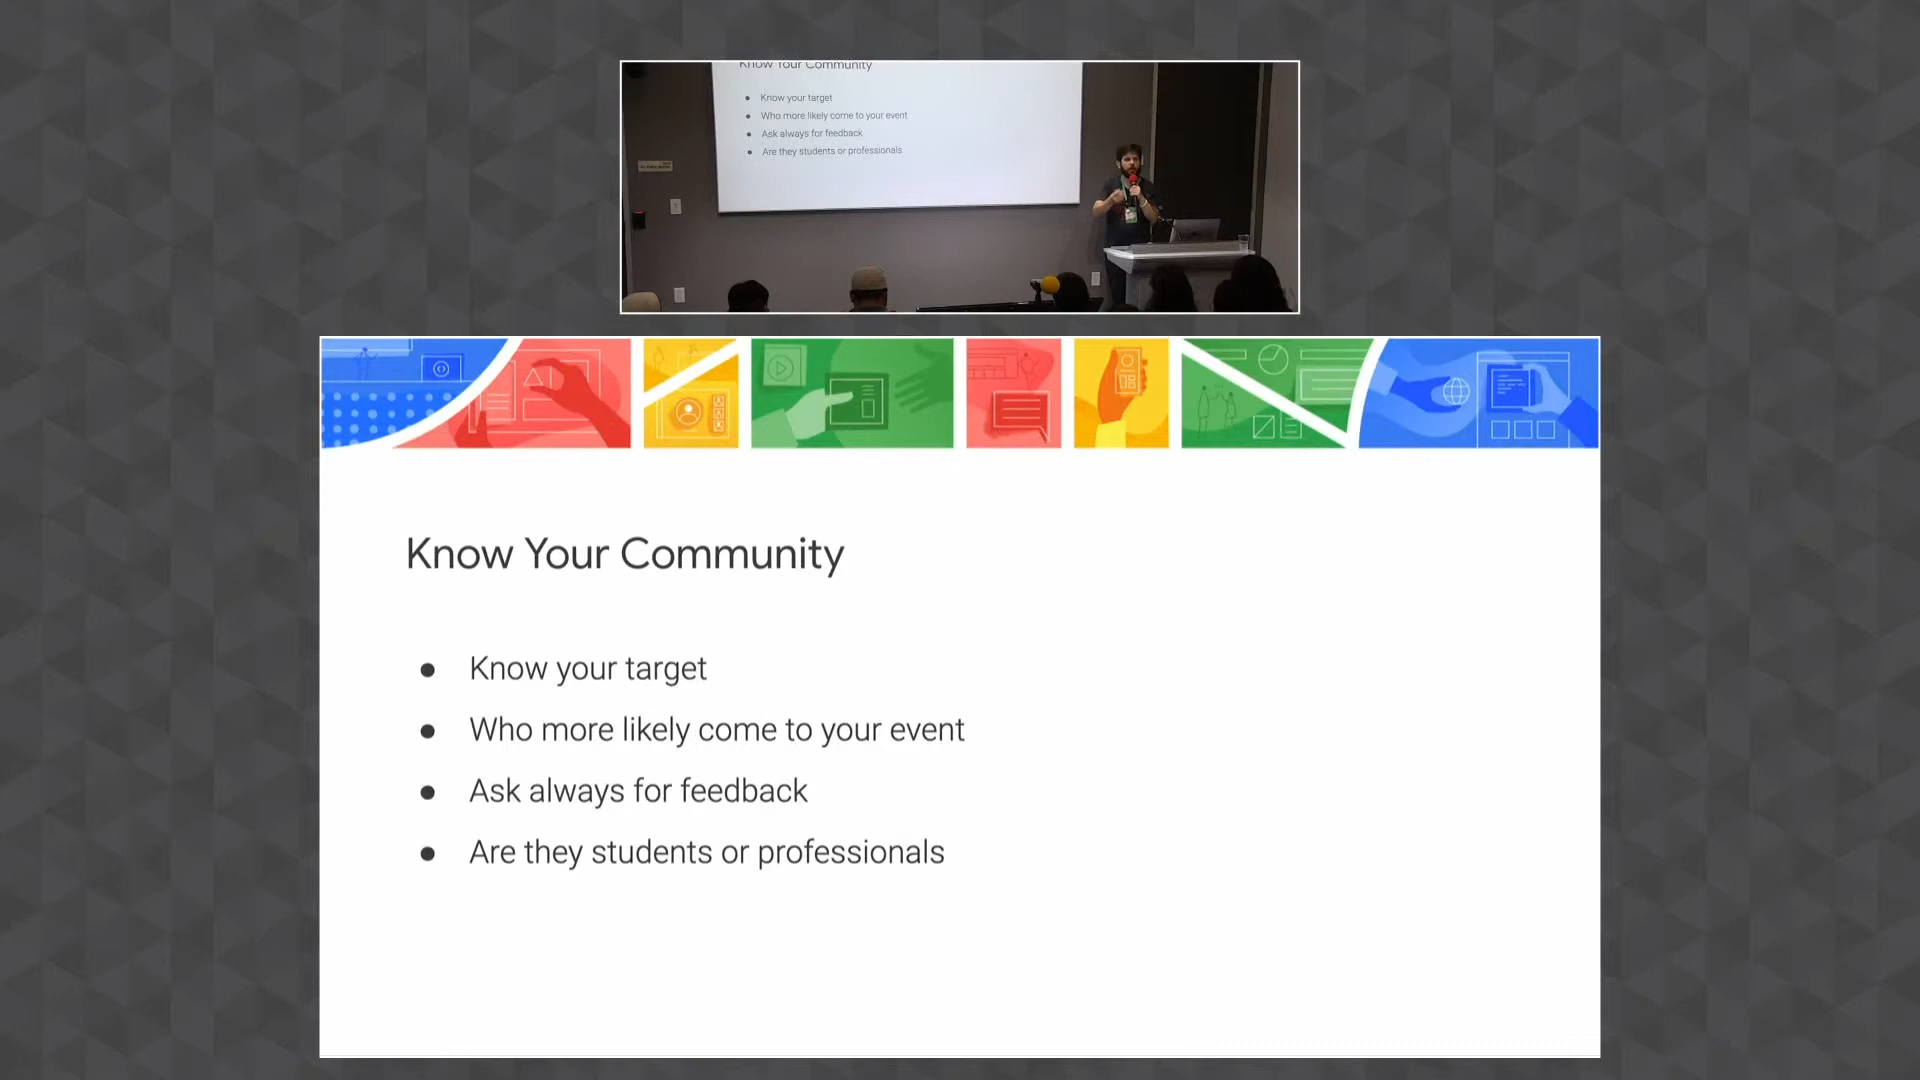 Know Your Community
Know your target
Who more likely come to your event
Ask always for feedback
Are they students or professionals
Know Your Community
Know your target
Who more likely come to your event
Ask always for feedback
Are they students or professionals